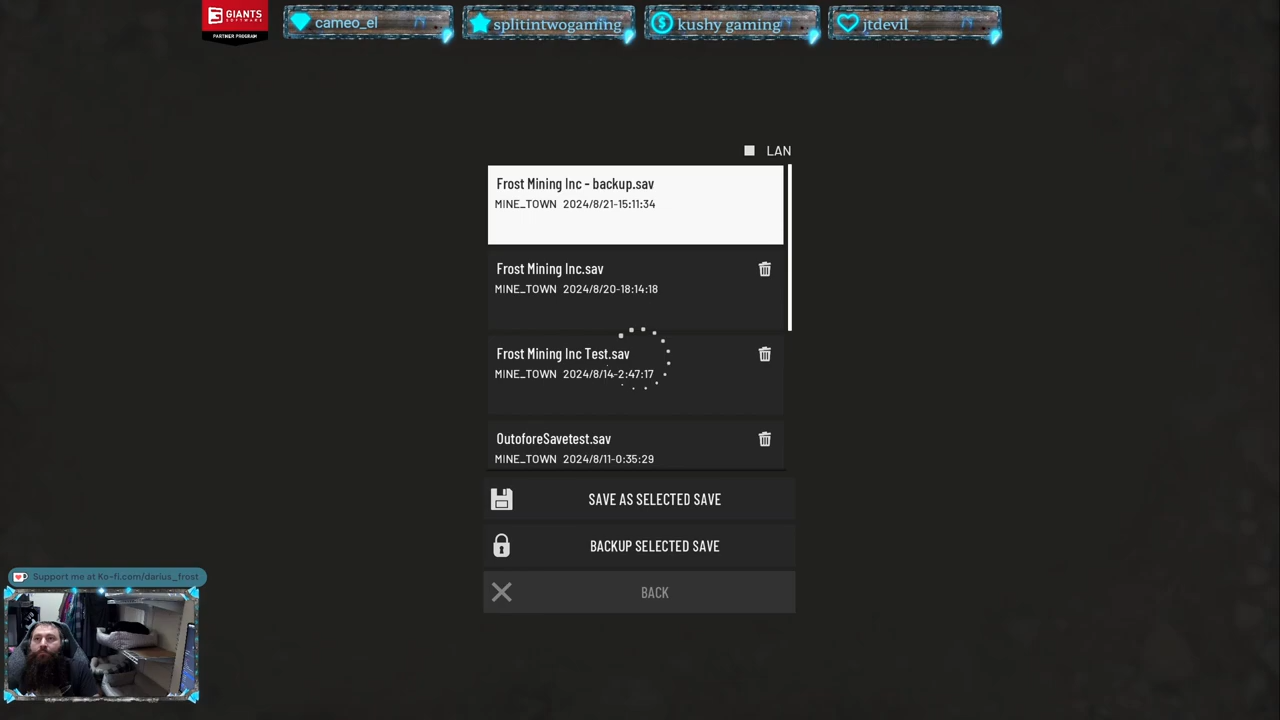 GIANTS
SOFTWARE
PARTNER PROGRAM
cameo_el
splitintwogaming
kushy gaming
jtdevil_
LAN
Frost Mining Inc - backup.sav
MINE_TOWN 2024/8/21-15:11:34
Frost Mining Inc.sav
MINE_TOWN 2024/8/20-18:14:18
Frost Mining Inc Test.sav
MINE_TOWN 2024/8/14-2:47:17
OutoforeSavetest.sav
MINE_TOWN 2024/8/11-0:35:29
SAVE AS SELECTED SAVE
BACKUP SELECTED SAVE
BACK
Support me at Ko-fi.com/darius_frost